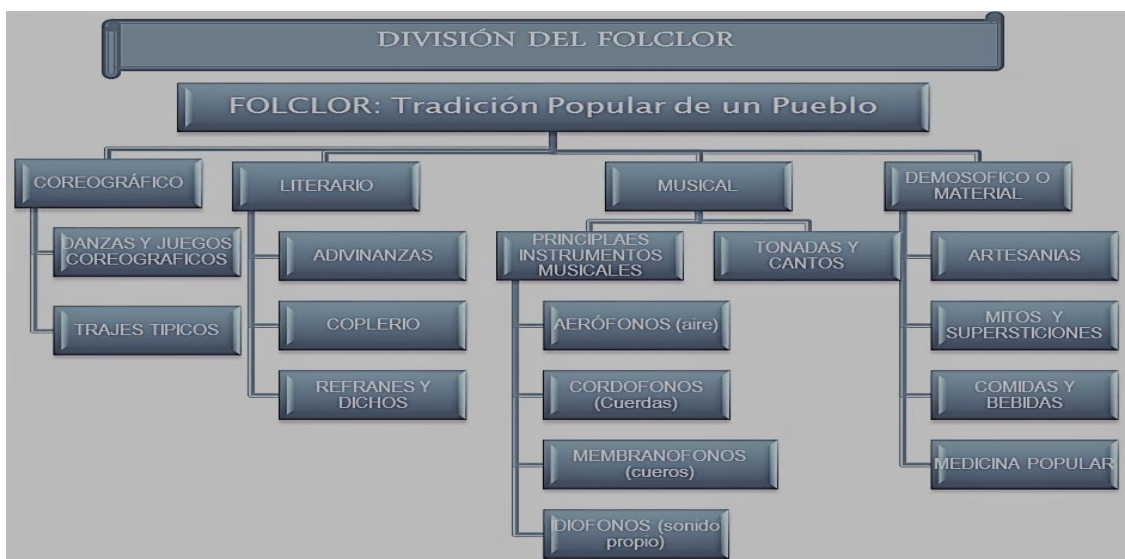 DIVISIÓN DEL FOLCLOR
FOLCLOR: Tradición Popular de un Pueblo
COREOGRÁFICO
DANZAS Y JUEGOS
COREOGRAFICOS
TRAJES TIPICOS
LITERARIO
ADIVINANZAS
COPLERIO
REFRANES Y
DICHOS
MUSICAL
PRINCIPLAES
INSTRUMENTOS
MUSICALES
AERÓFONOS (aire)
CORDOFONOS
(Cuerdas)
MEMBRANOFONOS
(cueros)
DIOFONOS (sonido
propio)
TONADAS Y
CANTOS
DEMOSOFICO O
MATERIAL
ARTESANIAS
MITOS Y
SUPERSTICIONES
COMIDAS Y
BEBIDAS
MEDICINA POPULAR